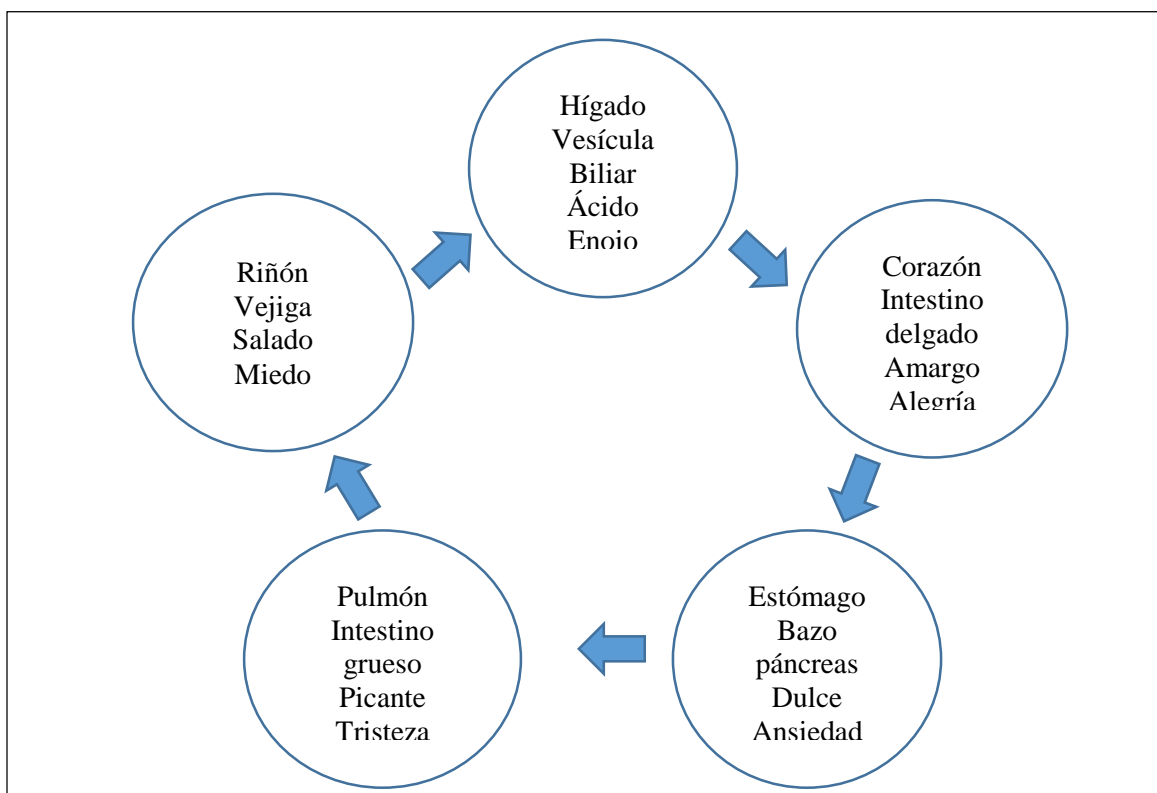 Hígado
Vesícula
Biliar
Ácido
Enojo
Corazón
Intestino
delgado
Amargo
Alegría
Estómago
Bazo
páncreas
Dulce
Ansiedad
Pulmón
Intestino
grueso
Picante
Tristeza
Riñón
Vejiga
Salado
Miedo